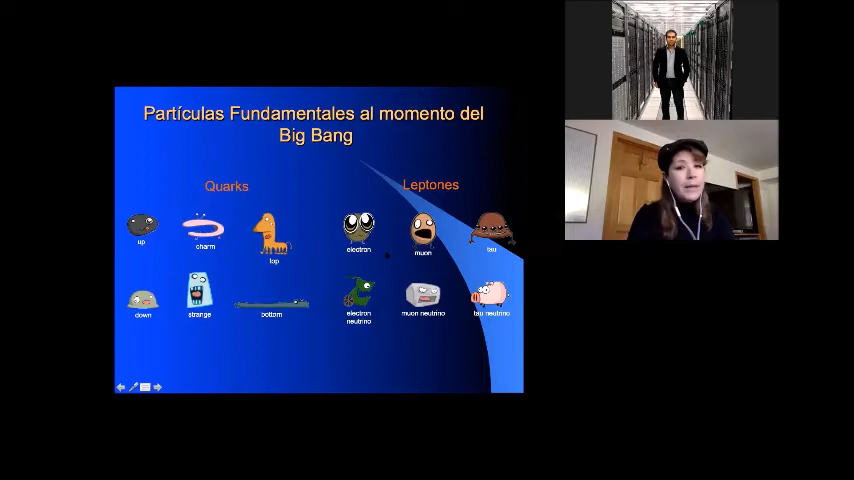 Partículas Fundamentales al momento del
Big Bang
Quarks
Leptones
up
charm
top
electron
muon
tau
down
strange
bottom
electron
neutrino
muon neutrino
tau neutrino